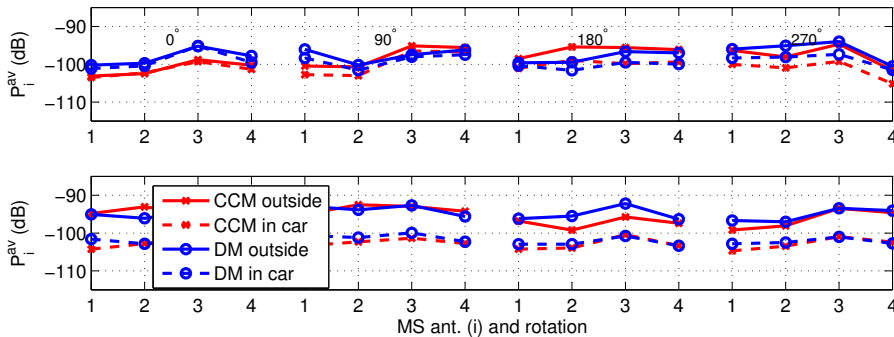 P_i^av (dB)
−90
−100
−110
0°
90°
180°
270°
1 2 3 4 1 2 3 4 1 2 3 4 1 2 3 4
P_i^av (dB)
−90
−100
−110
CCM outside
CCM in car
DM outside
DM in car
1 2 3 4 1 2 3 4 1 2 3 4 1 2 3 4
MS ant. (i) and rotation